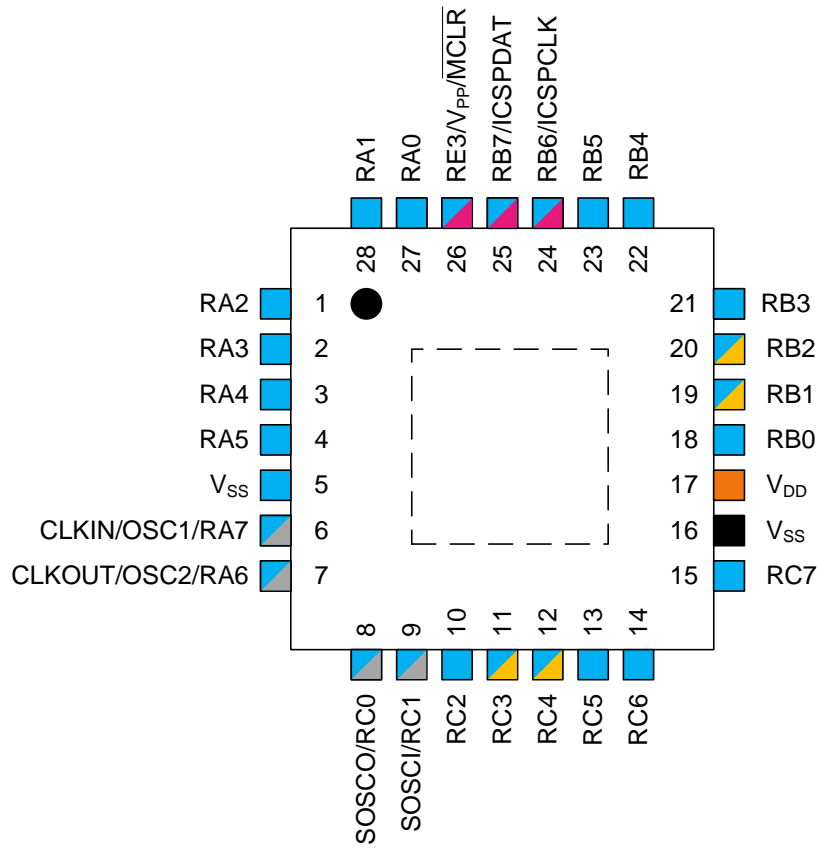 RA1
RA0
RE3/VPP/MCLR
RB7/ICSPDAT
RB6/ICSPCLK
RB5
RB4
28
27
26
25
24
23
22
RA2 1
RA3 2
RA4 3
RA5 4
VSS 5
CLKIN/OSC1/RA7 6
CLKOUT/OSC2/RA6 7
21 RB3
20 RB2
19 RB1
18 RB0
17 VDD
16 VSS
15 RC7
8
9
10
11
12
13
14
SOSCO/RC0
SOSCI/RC1
RC2
RC3
RC4
RC5
RC6